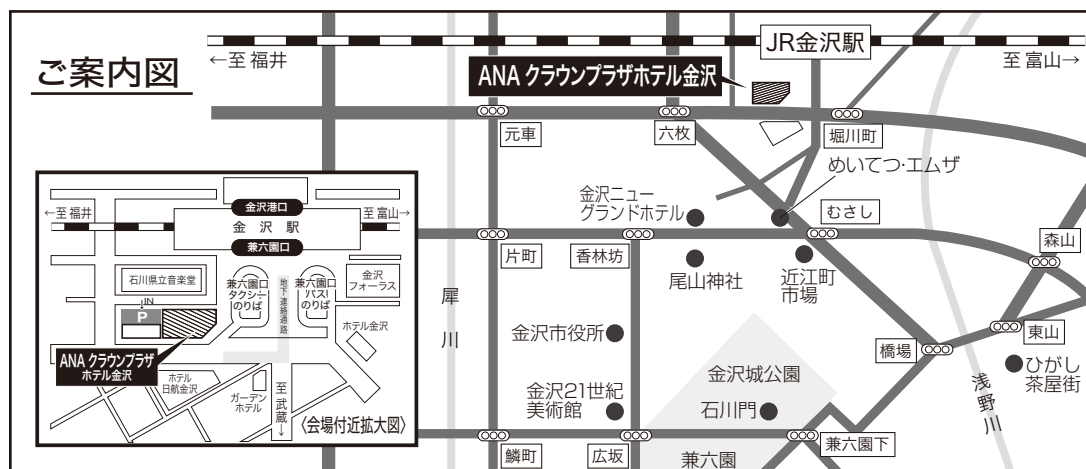 ご案内図
←至 福井
JR金沢駅
至 富山→
ANA クラウンプラザホテル金沢
元車
六枚
堀川町
めいてつ・エムザ
金沢ニュー
グランドホテル
むさし
片町
香林坊
森山
尾山神社
近江町
市場
犀川
金沢市役所
橋場
東山
金沢城公園
ひがし
茶屋街
金沢21世紀
美術館
石川門
浅野川
鱗町
広坂
兼六園
兼六園下
←至 福井
金沢港口
至 富山→
金沢駅
兼六園口
石川県立音楽堂
兼六園口
タクシー
のりば
地下連絡通路
兼六園口
バス
のりば
金沢
フォーラス
IN
P
ホテル金沢
ANA クラウンプラザ
ホテル金沢
ホテル
日航金沢
ガーデン
ホテル
至武蔵→
〈会場付近拡大図〉